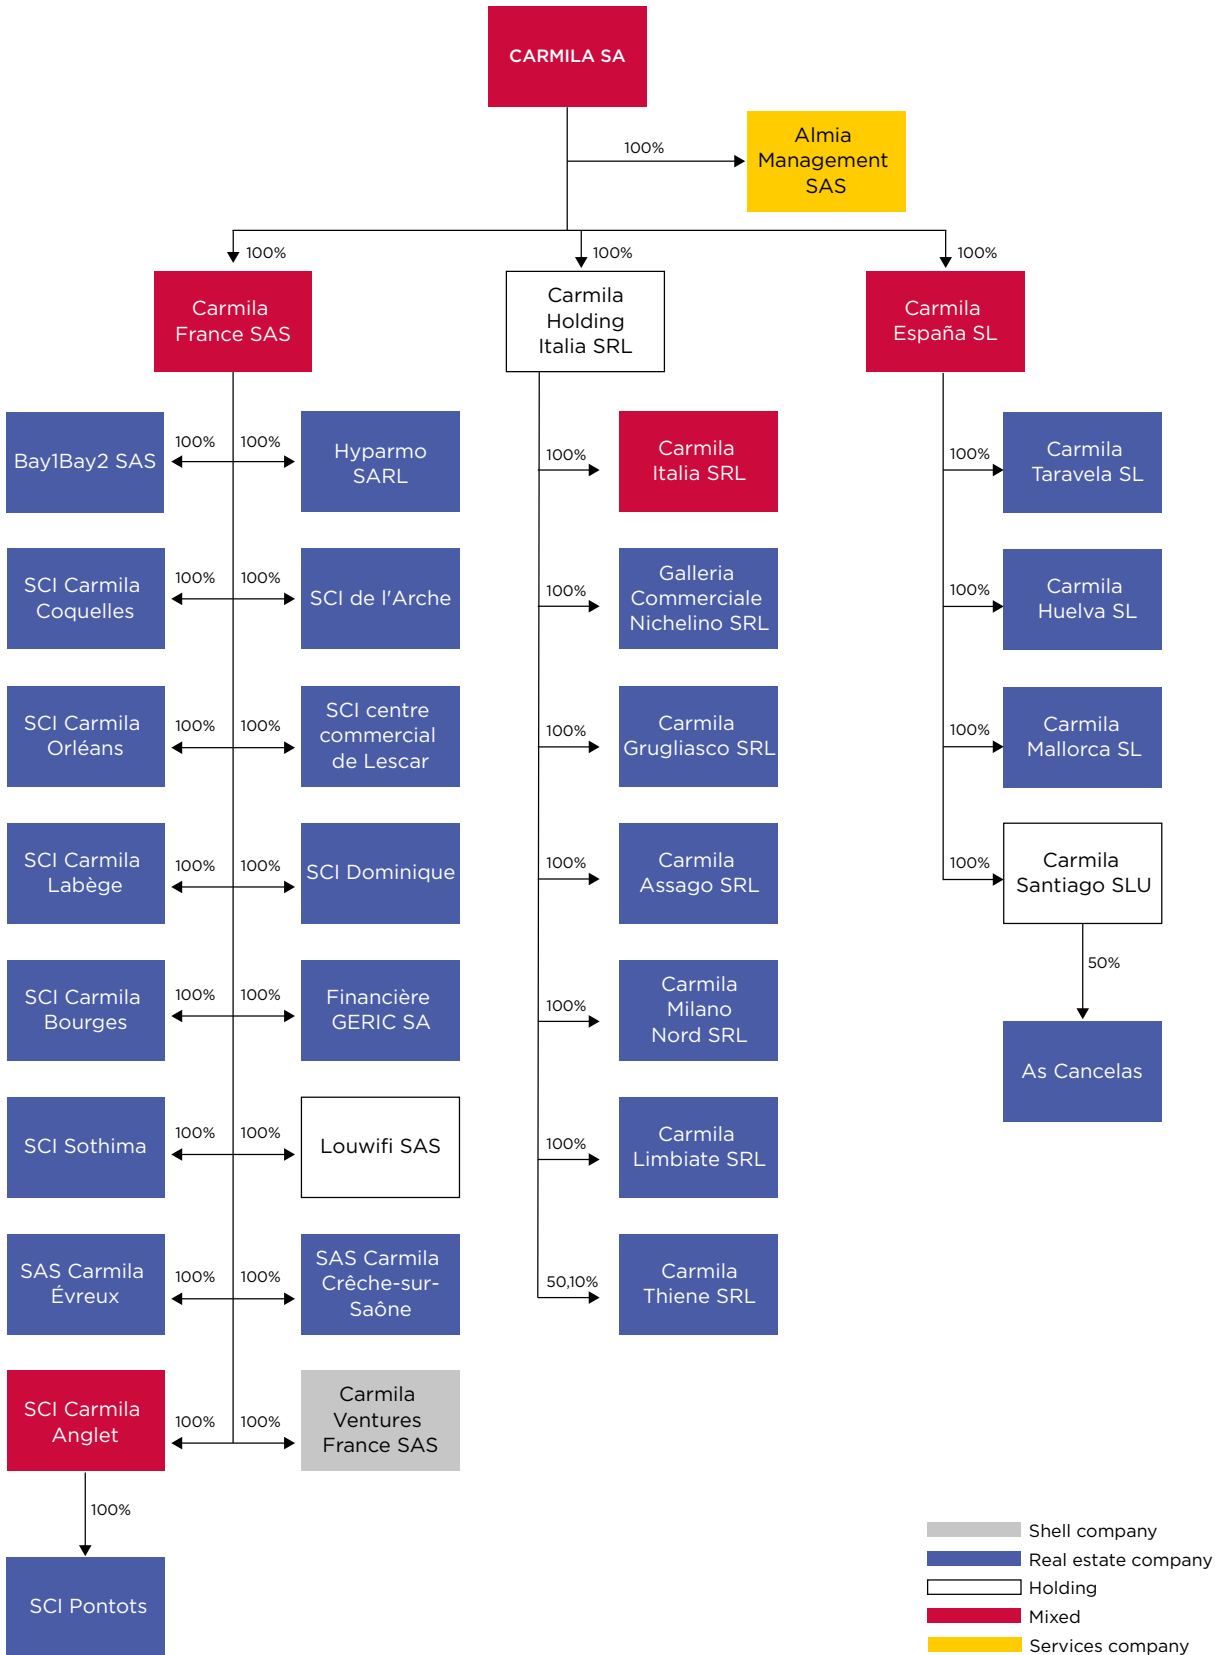 CARMILA SA
100%
Almia
Management
SAS
100%
100%
100%
Carmila
France SAS
Carmila
Holding
Italia SRL
Carmila
España SL
Bay1Bay2 SAS
100%
100%
Hyparmo
SARL
100%
Carmila
Italia SRL
100%
Carmila
Taravela SL
SCI Carmila
Coquelles
100%
100%
SCI de l'Arche
100%
Galleria
Commerciale
Nichelino SRL
100%
Carmila
Huelva SL
SCI Carmila
Orléans
100%
100%
SCI centre
commercial
de Lescar
100%
Carmila
Grugliasco SRL
100%
Carmila
Mallorca SL
SCI Carmila
Labège
100%
100%
SCI Dominique
100%
Carmila
Assago SRL
100%
Carmila
Santiago SLU
SCI Carmila
Bourges
100%
100%
Financière
GERIC SA
100%
Carmila
Milano
Nord SRL
50%
As Cancelas
SCI Sothima
100%
100%
Louwifi SAS
100%
Carmila
Limbiate SRL
SAS Carmila
Évreux
100%
100%
SAS Carmila
Crêche-sur-
Saône
50,10%
Carmila
Thiene SRL
SCI Carmila
Anglet
100%
100%
Carmila
Ventures
France SAS
100%
SCI Pontots
Shell company
Real estate company
Holding
Mixed
Services company